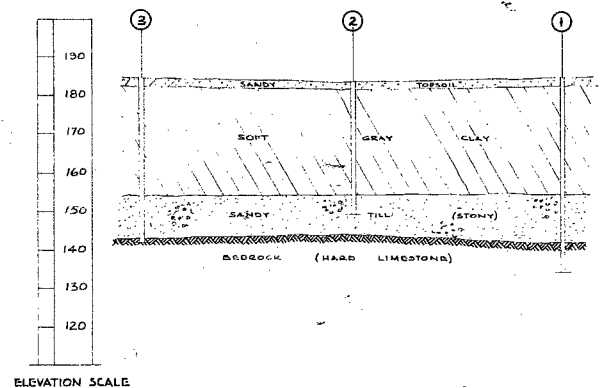 3 2 1
190
180
170
160
150
140
130
120
SANDY TOPSOIL
SOFT GRAY CLAY
SANDY TILL (STONY)
BEDROCK (HARD LIMESTONE)
ELEVATION SCALE